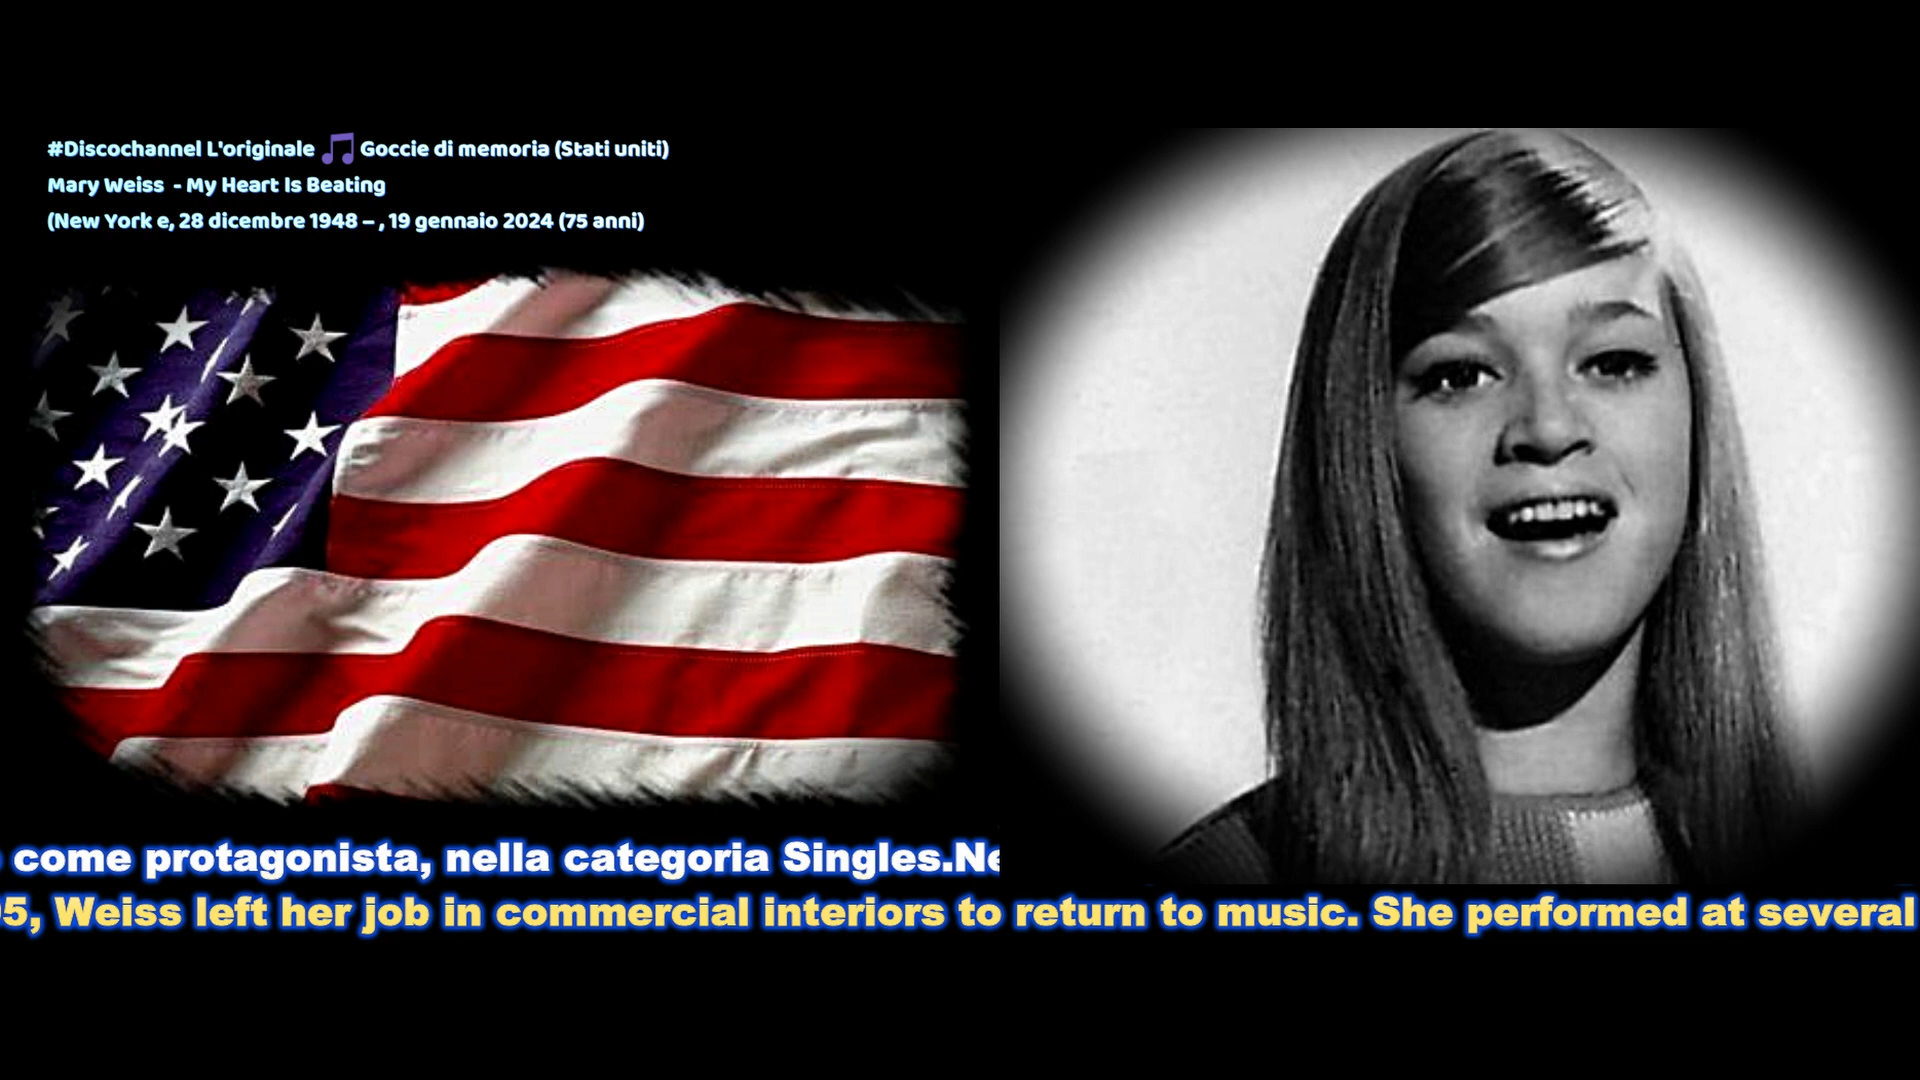 #Discochannel L'originale 🎵 Goccie di memoria (Stati uniti)
Mary Weiss - My Heart Is Beating
(New York e, 28 dicembre 1948 – , 19 gennaio 2024 (75 anni)
come protagonista, nella categoria Singles.Ne
5, Weiss left her job in commercial interiors to return to music. She performed at several